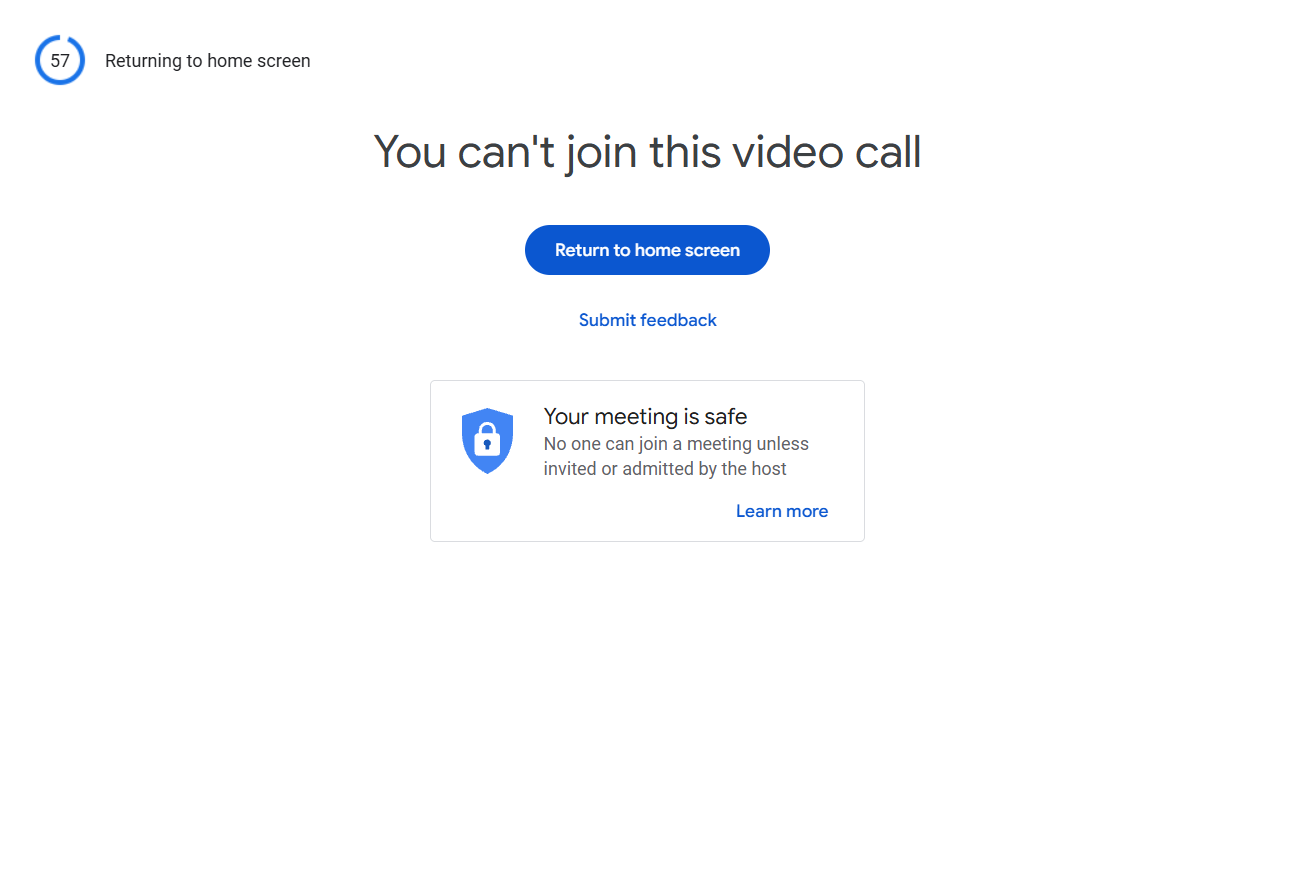 57
Returning to home screen
You can't join this video call
Return to home screen
Submit feedback
Your meeting is safe
No one can join a meeting unless
invited or admitted by the host
Learn more